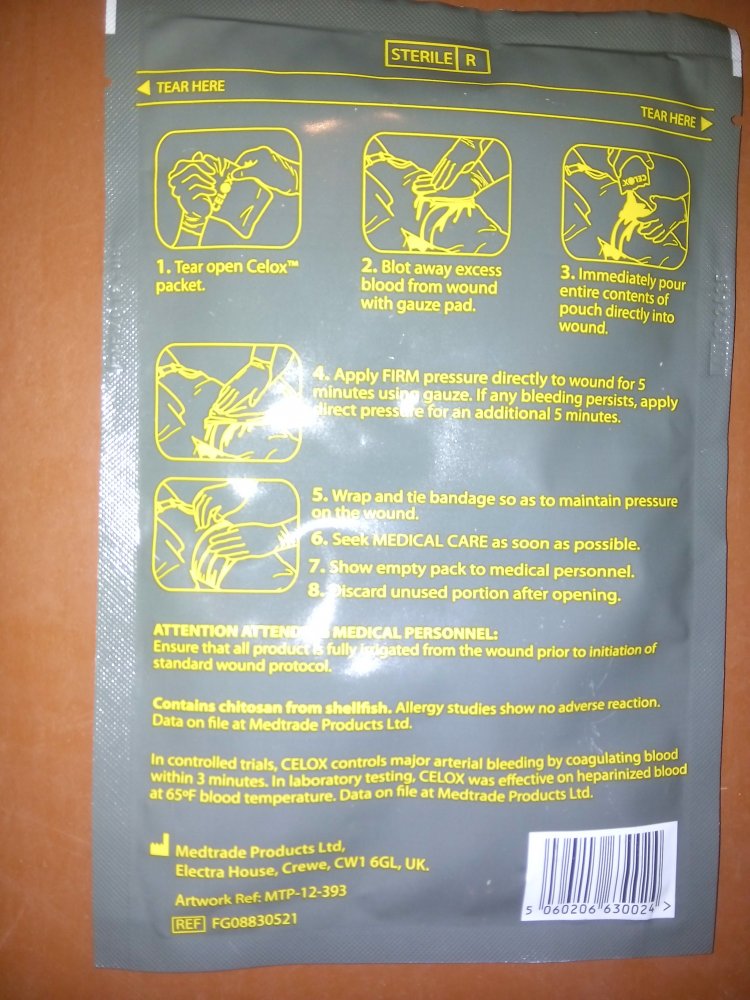 STERILE R
◀ TEAR HERE
TEAR HERE ▶
CELOX
CELOX
1. Tear open Celox™
packet.
2. Blot away excess
blood from wound
with gauze pad.
3. Immediately pour
entire contents of
pouch directly into
wound.
4. Apply FIRM pressure directly to wound for 5
minutes using gauze. If any bleeding persists, apply
direct pressure for an additional 5 minutes.
5. Wrap and tie bandage so as to maintain pressure
on the wound.
6. Seek MEDICAL CARE as soon as possible.
7. Show empty pack to medical personnel.
8. Discard unused portion after opening.
ATTENTION ATTENDING MEDICAL PERSONNEL:
Ensure that all product is fully irrigated from the wound prior to initiation of
standard wound protocol.
Contains chitosan from shellfish. Allergy studies show no adverse reaction.
Data on file at Medtrade Products Ltd.
In controlled trials, CELOX controls major arterial bleeding by coagulating blood
within 3 minutes. In laboratory testing, CELOX was effective on heparinized blood
at 65ºF blood temperature. Data on file at Medtrade Products Ltd.
Medtrade Products Ltd,
Electra House, Crewe, CW1 6GL, UK.
Artwork Ref: MTP-12-393
REF FG08830521
5 060206 630024 >